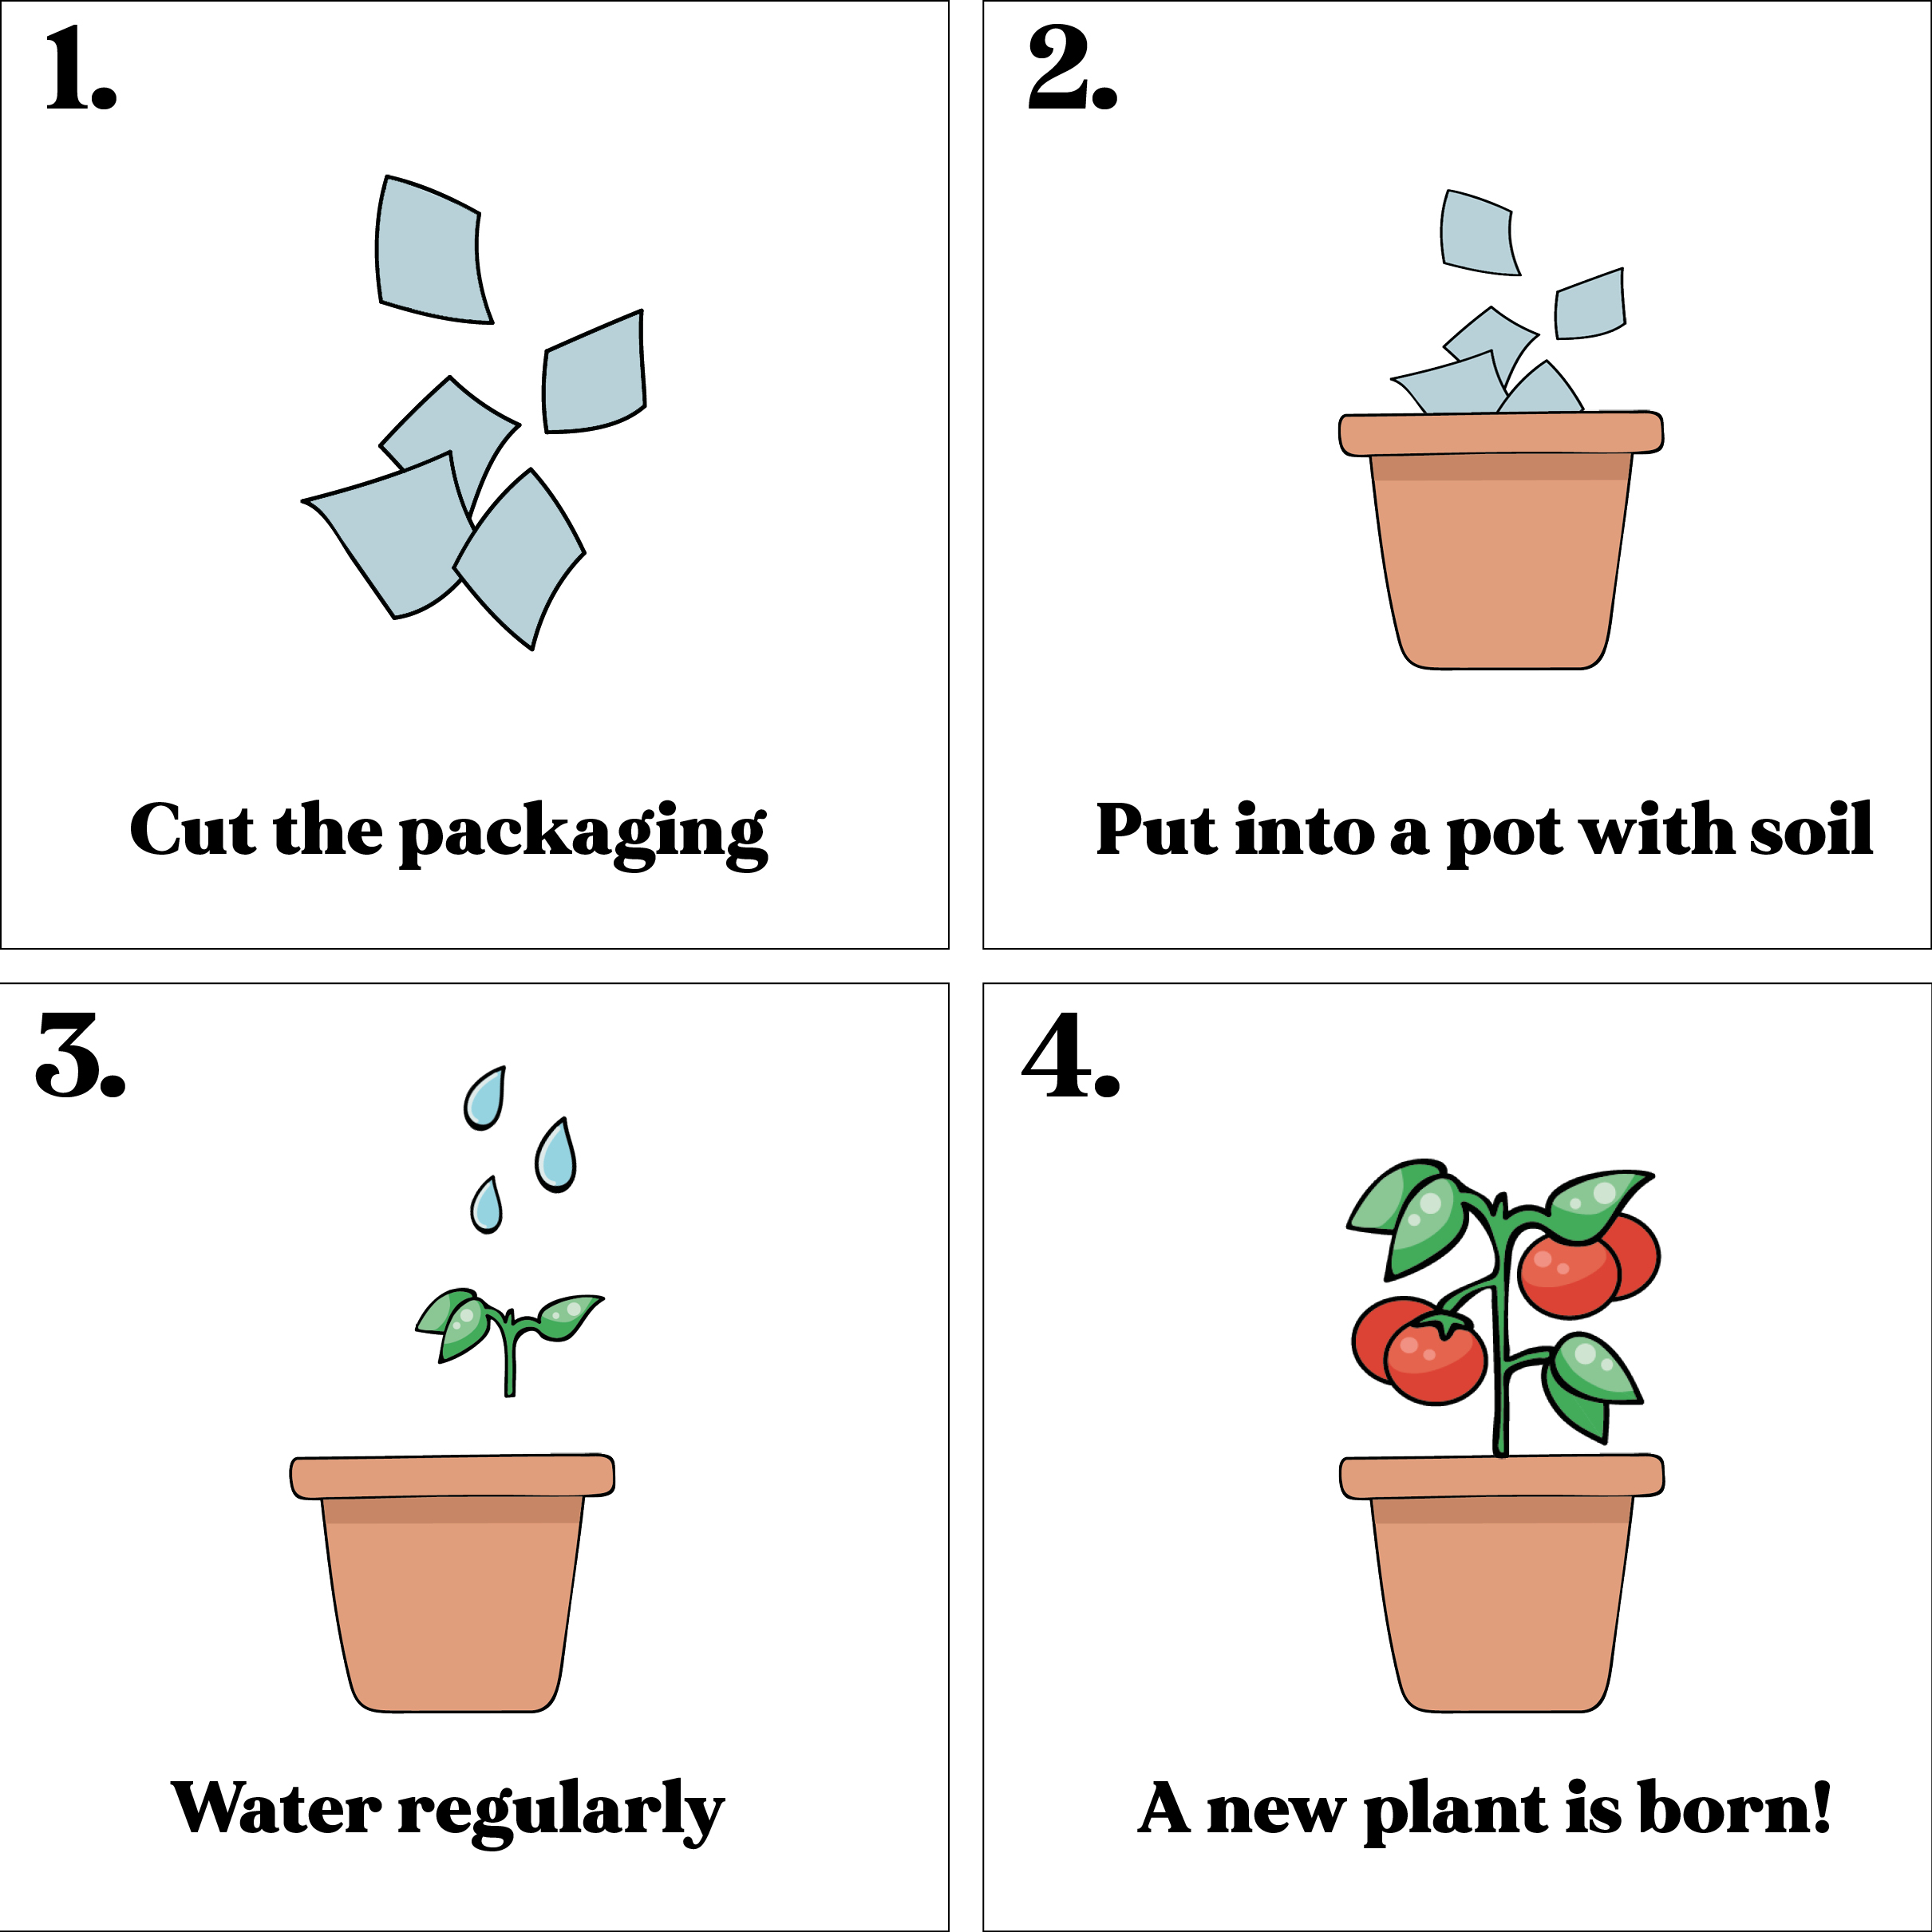 1.
Cut the packaging
2.
Put into a pot with soil
3.
Water regularly
4.
A new plant is born!